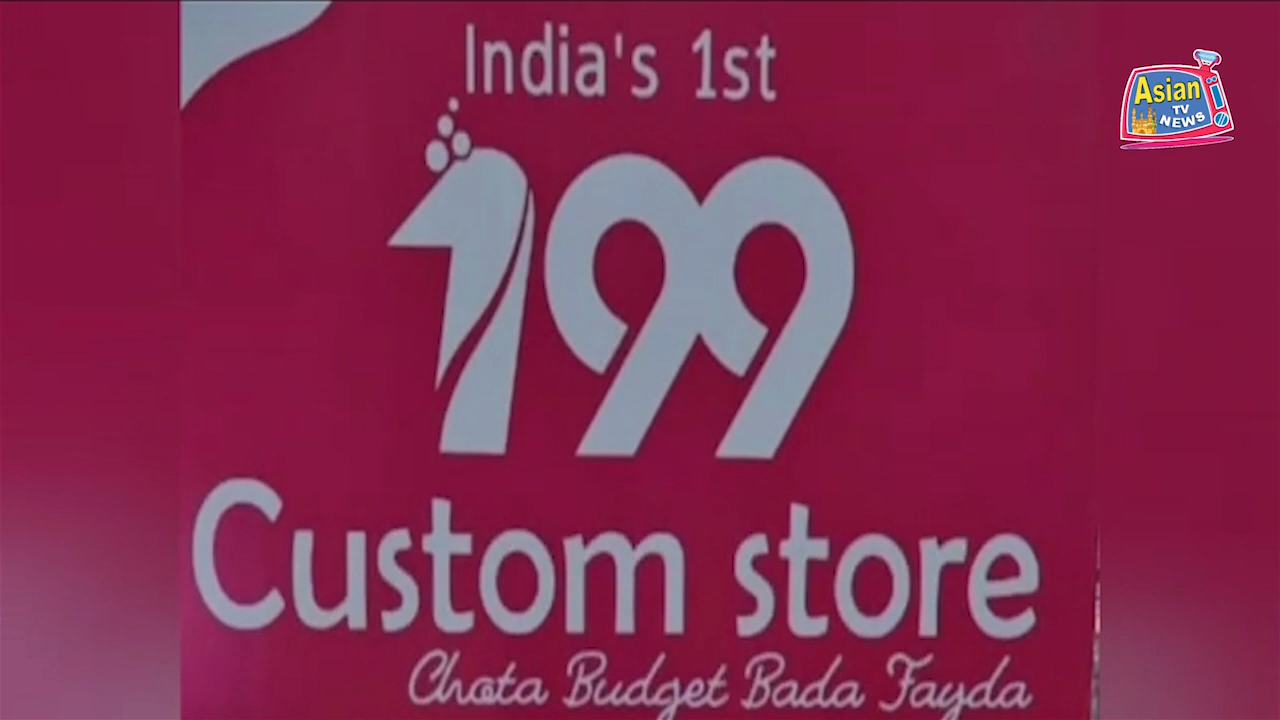 India's 1st
199
Custom store
Chota Budget Bada Fayda
Asian
TV
NEWS